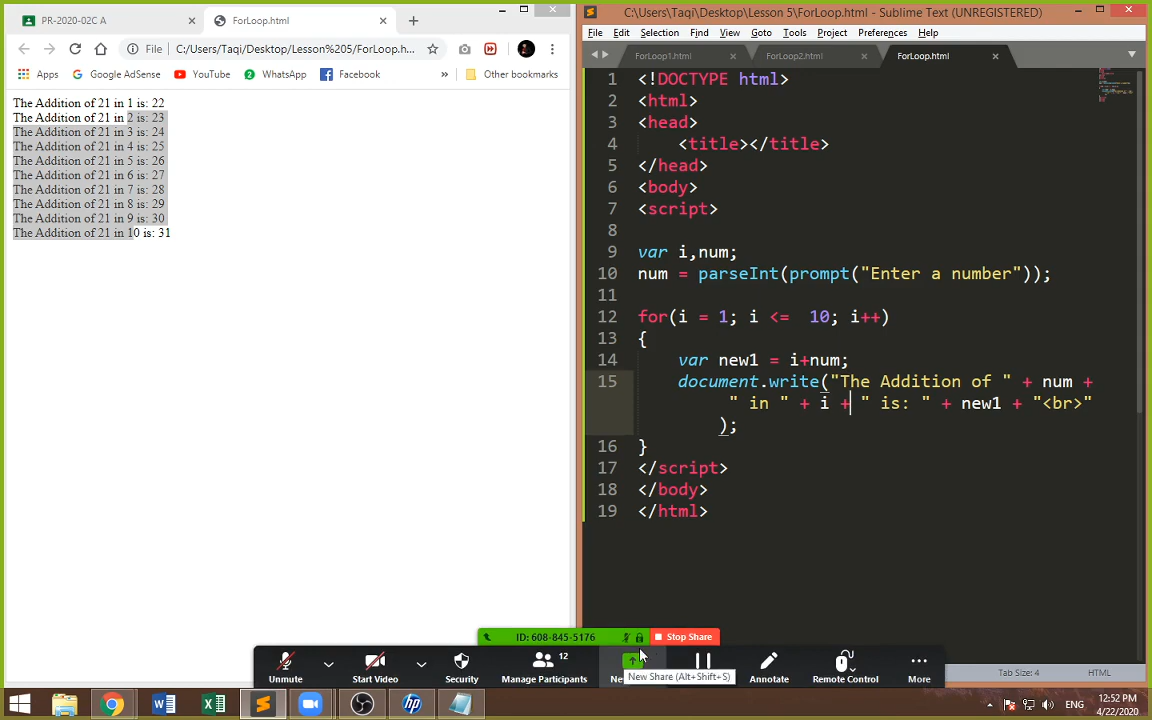 PR-2020-02C A
ForLoop.html
File
C:/Users/Taqi/Desktop/Lesson%205/ForLoop.h...
Apps
Google AdSense
YouTube
2
WhatsApp
Facebook
»
Other bookmarks
The Addition of 21 in 1 is: 22
The Addition of 21 in 2 is: 23
The Addition of 21 in 3 is: 24
The Addition of 21 in 4 is: 25
The Addition of 21 in 5 is: 26
The Addition of 21 in 6 is: 27
The Addition of 21 in 7 is: 28
The Addition of 21 in 8 is: 29
The Addition of 21 in 9 is: 30
The Addition of 21 in 10 is: 31
C:\Users\Taqi\Desktop\Lesson 5\ForLoop.html - Sublime Text (UNREGISTERED)
File Edit Selection Find View Goto Tools Project Preferences Help
ForLoop1.html
ForLoop2.html
ForLoop.html
1 <!DOCTYPE html>
2 <html>
3 <head>
4 <title></title>
5 </head>
6 <body>
7 <script>
8
9 var i,num;
10 num = parseInt(prompt("Enter a number"));
11
12 for(i = 1; i <= 10; i++)
13 {
14 var new1 = i+num;
15 document.write("The Addition of " + num +
" in " + i + " is: " + new1 + "<br>"
);
16 }
17 </script>
18 </body>
19 </html>
ID: 608-845-5176
Stop Share
Unmute
Start Video
Security
12
Manage Participants
Ne
New Share (Alt+Shift+S)
Annotate
Remote Control
More
Tab Size: 4
HTML
ENG
12:52 PM
4/22/2020